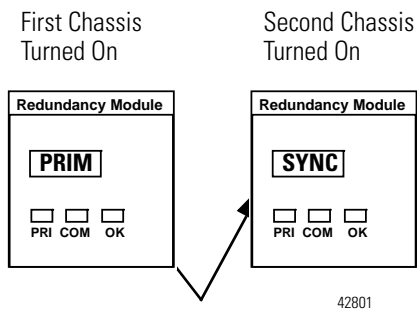 First Chassis
Turned On
Second Chassis
Turned On
Redundancy Module
PRIM
PRI COM OK
Redundancy Module
SYNC
PRI COM OK
42801